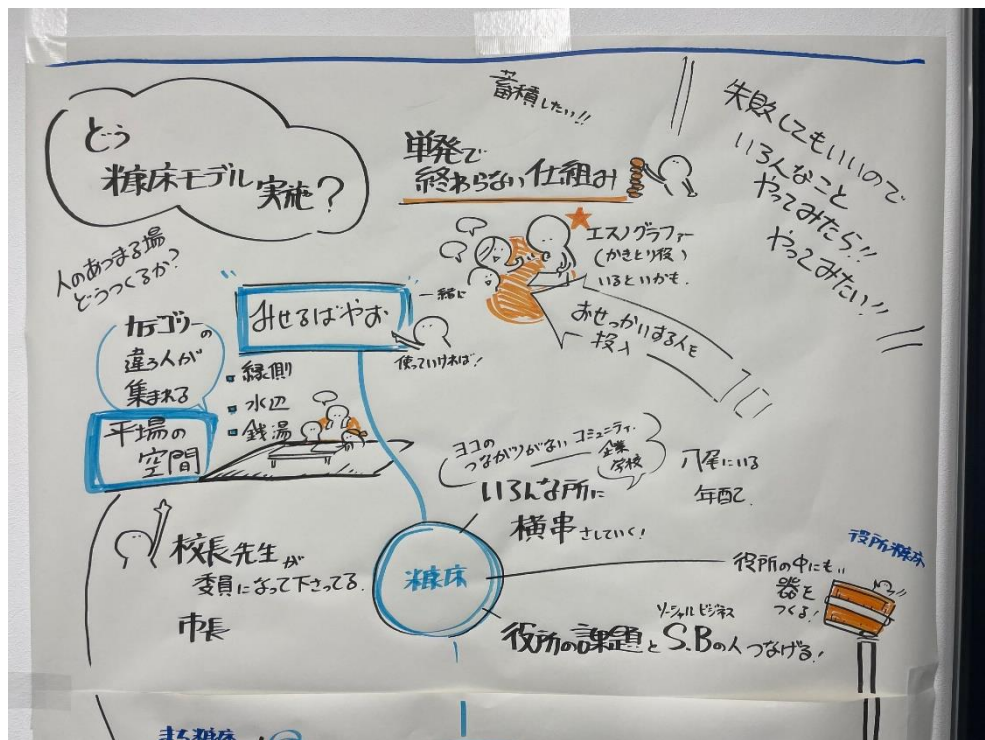 どう
糠床モデル
実施?
蓄積したい!!
単発で
終わらない仕組み
失敗してもいいので
いろんなこと
やってみたら!!
やってみたい!!
エスノグラファー
(かきとり役)
いるといいかも.
おせっかいする人を
投入
人のあつまる場
どうつくるか?
みせるばやお
一緒に
使っていければ!
カテゴリーの
違う人が
集まれる
平場の
空間
・縁側
・水辺
・銭湯
ヨコの
つながりがない コミュニティ.
企業
学校
いろんな所に
横串さしていく!
八尾にいる
年配.
校長先生が
委員になって下さってる.
市長
糠床
役所の中にも
器を
つくる!
役所糠床
ソーシャルビジネス
役所の課題とS.Bの人つなげる!
まち糠床